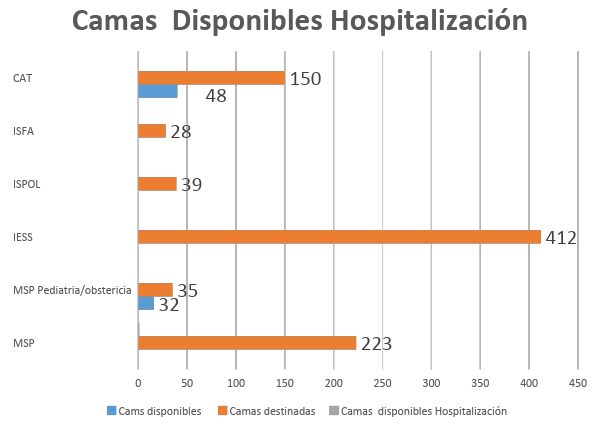 Camas  Disponibles Hospitalización
CAT
150
48
ISFA
28
ISPOL
39
IESS
412
MSP Pediatria/obstericia
35
32
MSP
223
0 50 100 150 200 250 300 350 400 450
Cams disponibles Camas destinadas Camas  disponibles Hospitalización